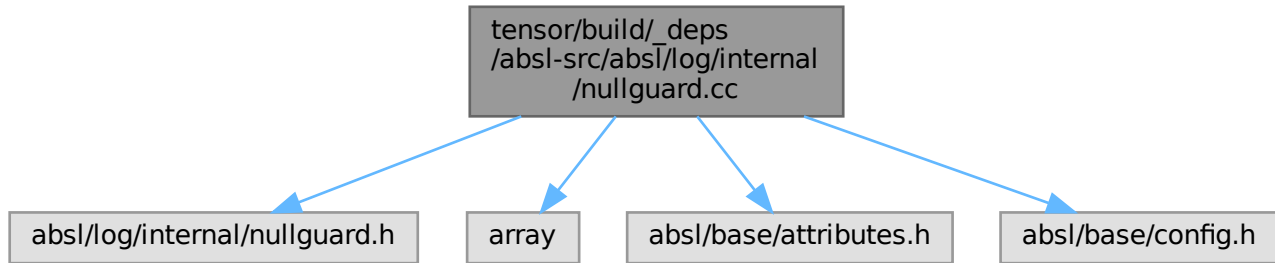 tensor/build/_deps
/absl-src/absl/log/internal
/nullguard.cc
absl/log/internal/nullguard.h
array
absl/base/attributes.h
absl/base/config.h